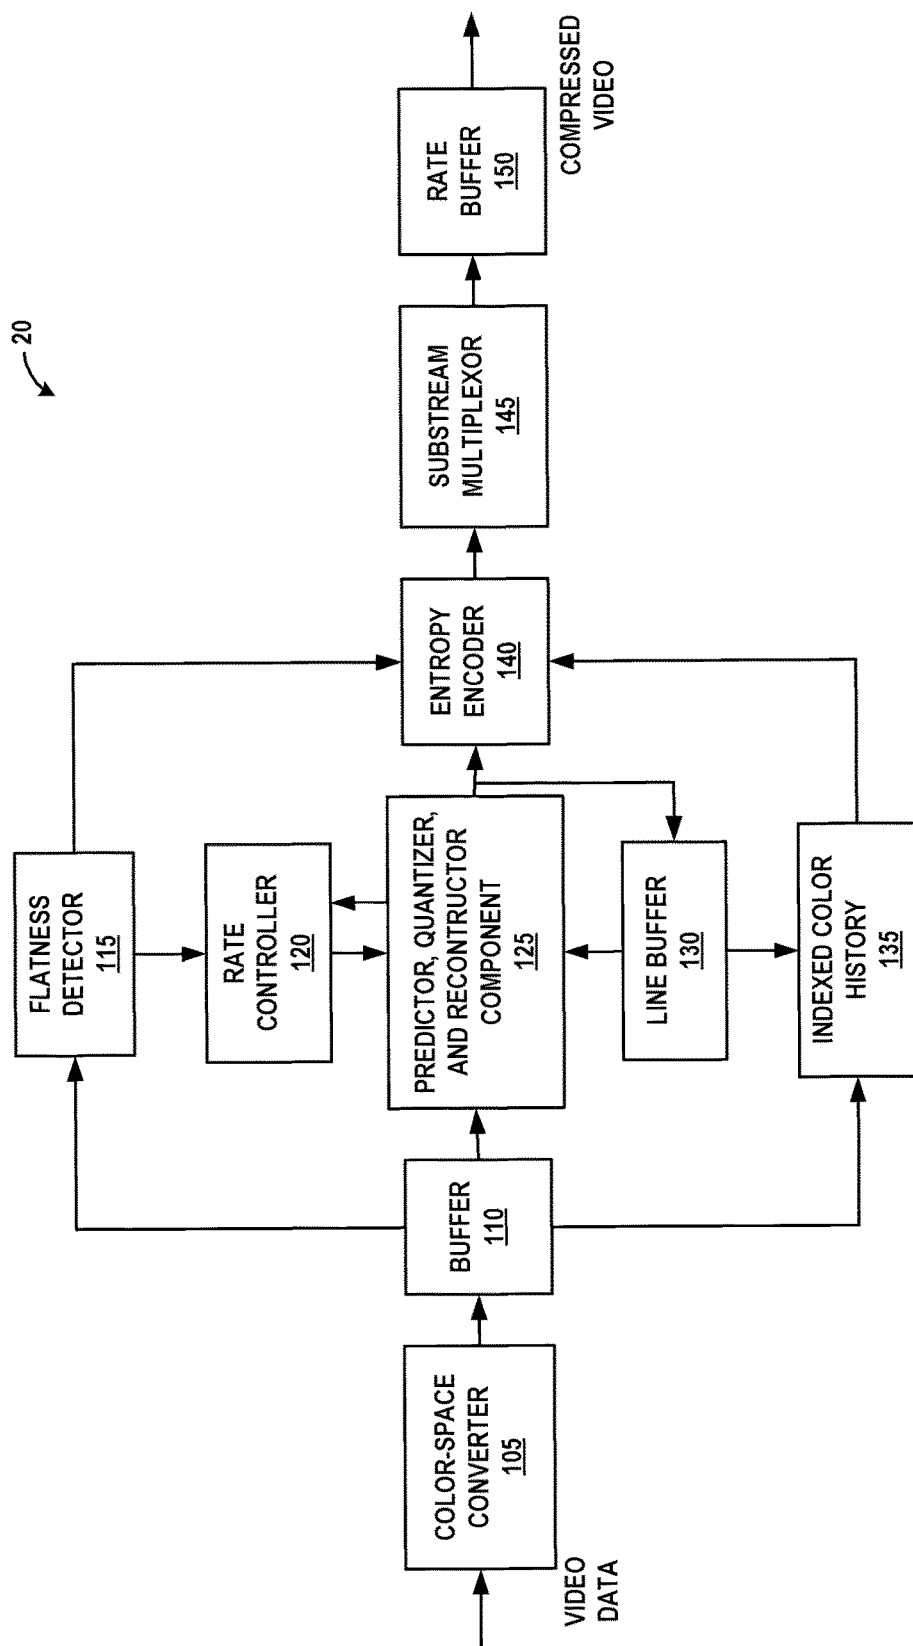 20
VIDEO
DATA
COLOR-SPACE
CONVERTER
105
BUFFER
110
FLATNESS
DETECTOR
115
RATE
CONTROLLER
120
PREDICTOR, QUANTIZER,
AND RECONTRUCTOR
COMPONENT
125
LINE BUFFER
130
INDEXED COLOR
HISTORY
135
ENTROPY
ENCODER
140
SUBSTREAM
MULTIPLEXOR
145
RATE
BUFFER
150
COMPRESSED
VIDEO